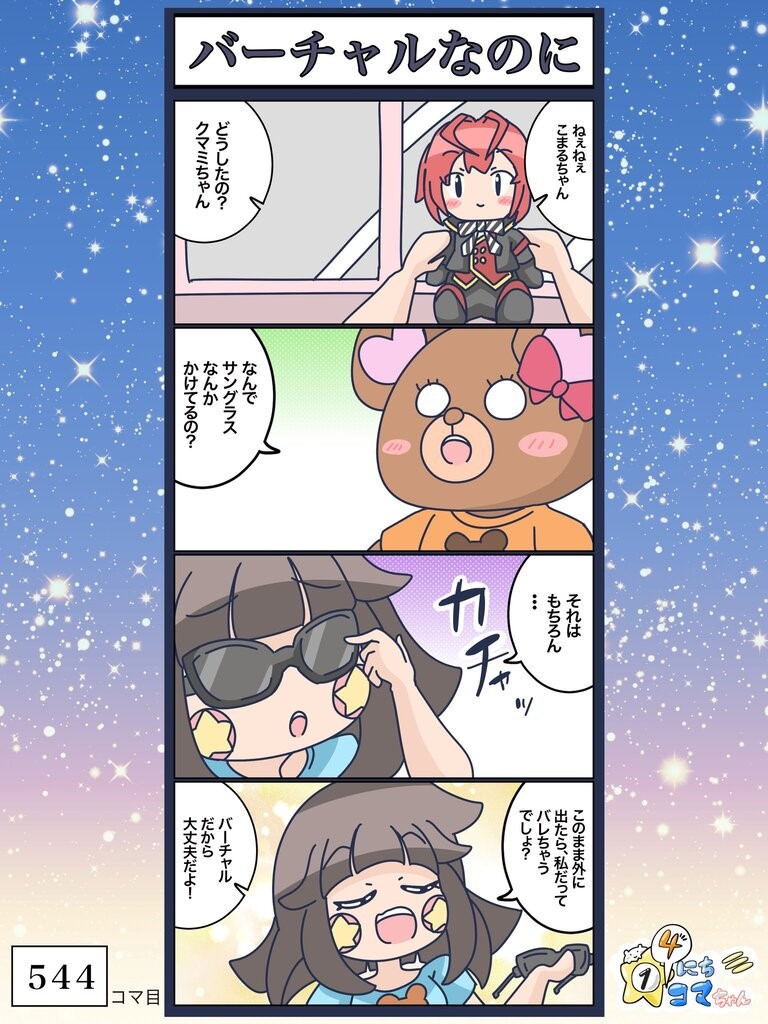 バーチャルなのに
ねぇねぇ
こまるちゃん
どうしたの?
クマミちゃん
なんで
サングラス
なんか
かけてるの?
それは
もちろん
…
カチャッ
このまま外に
出たら、私だって
バレちゃう
でしょ?
バーチャル
だから
大丈夫だよ!
544
コマ目
1
4
にち
コマちゃん